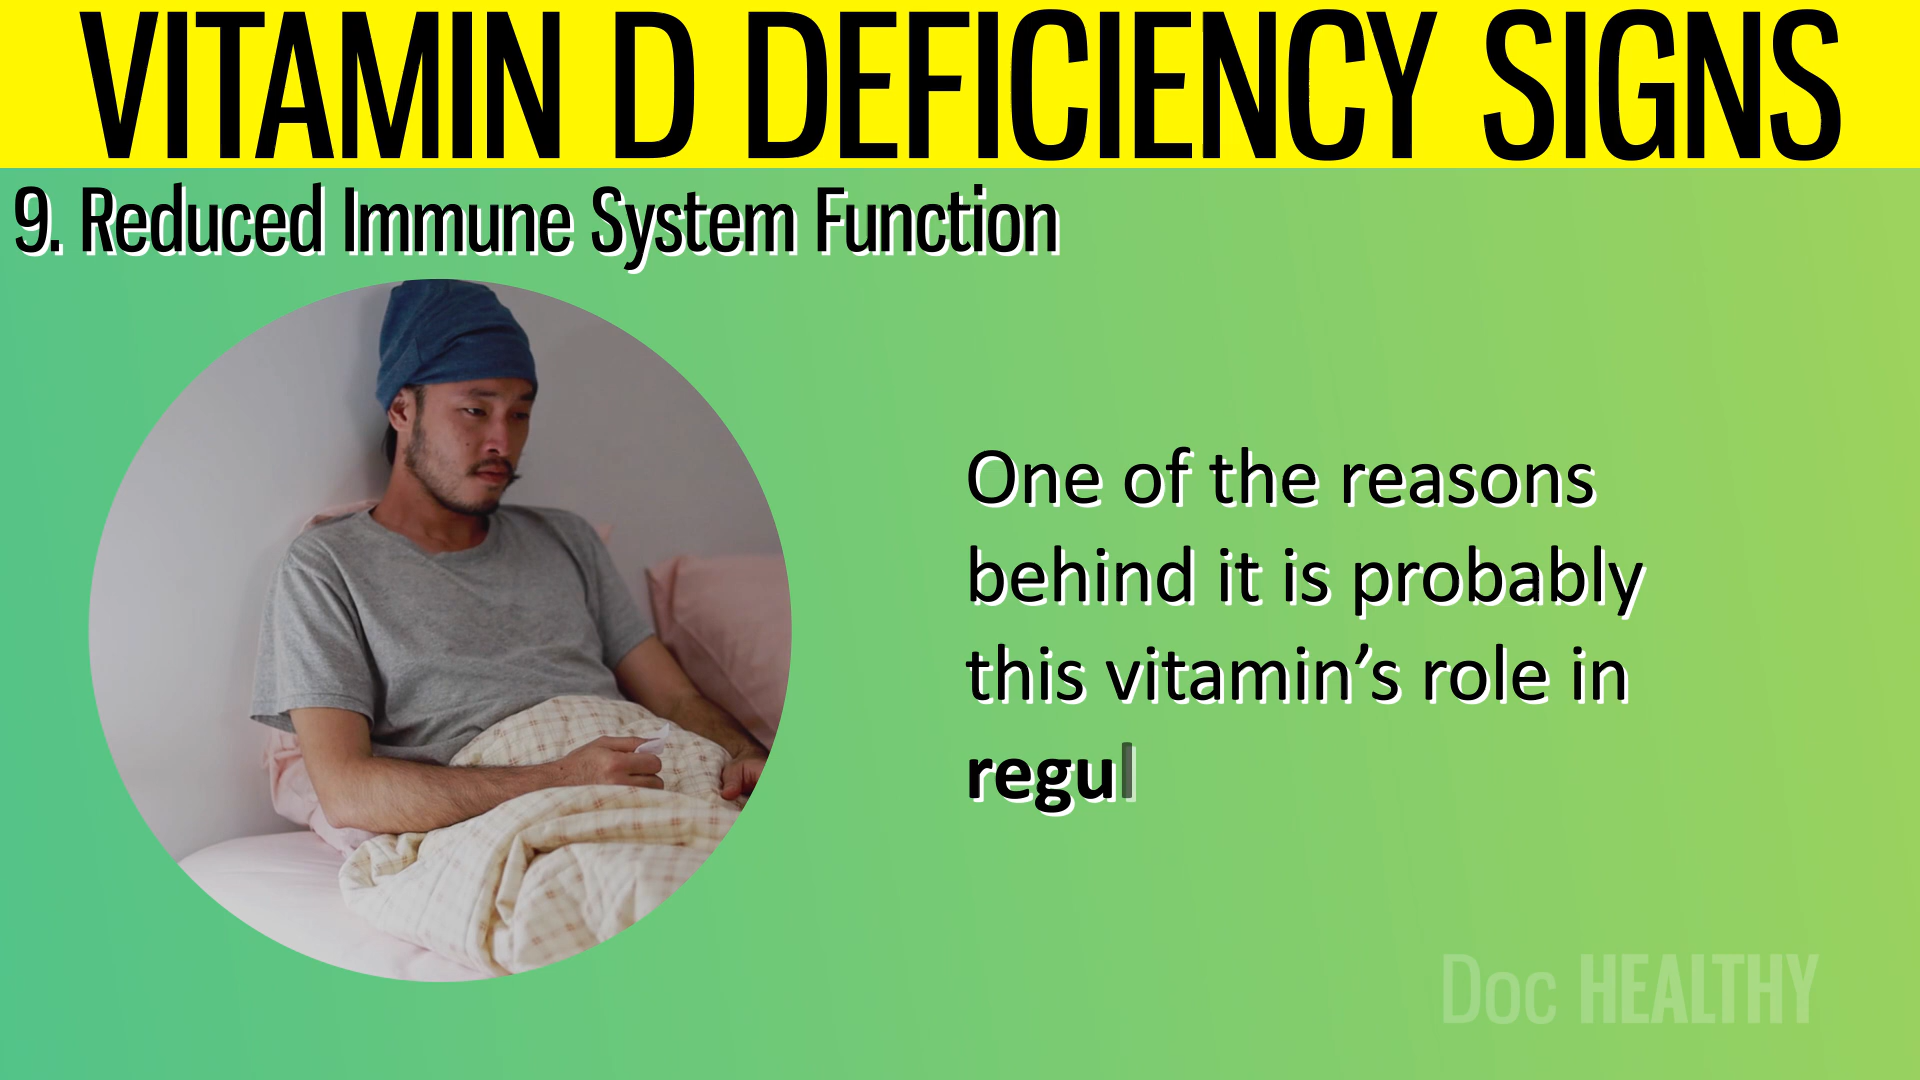 VITAMIN D DEFICIENCY SIGNS
9. Reduced Immune System Function
One of the reasons
behind it is probably
this vitamin’s role in
regul
Doc HEALTHY